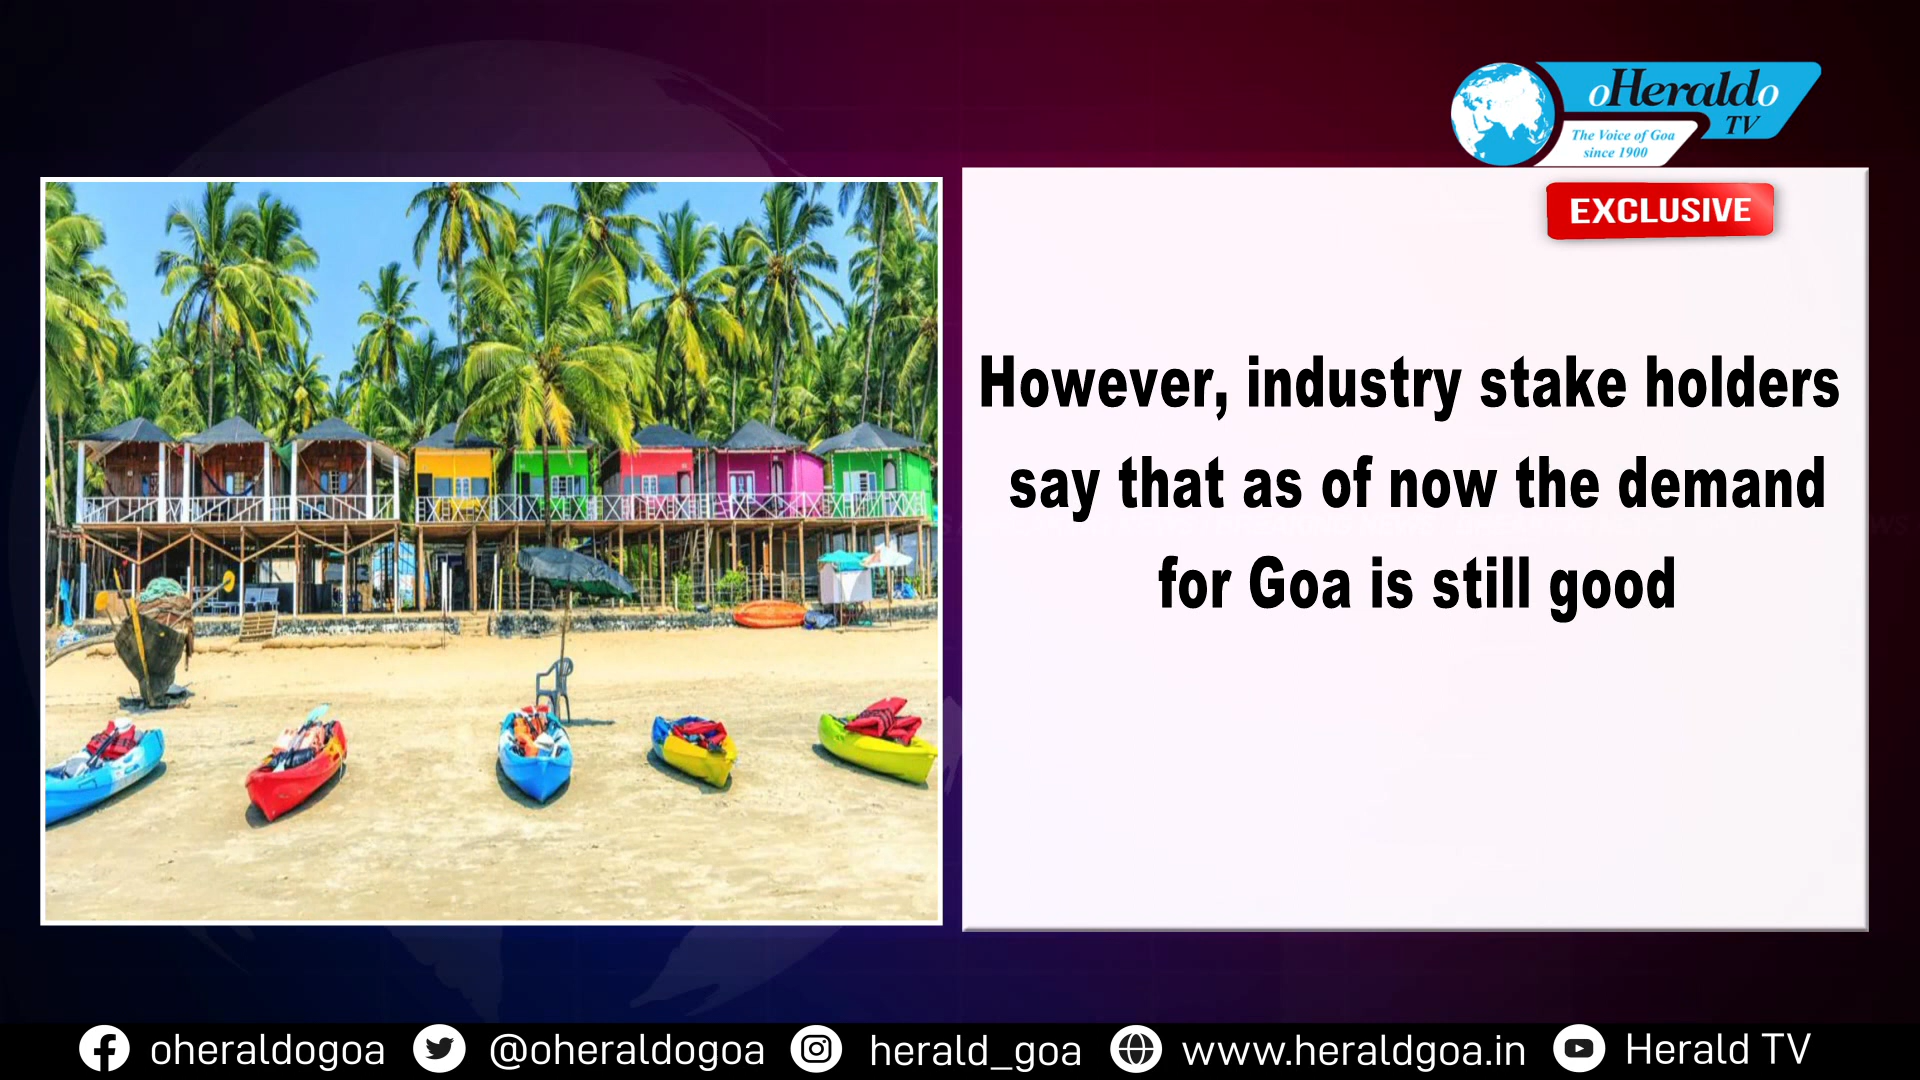 oHeraldo
TV
The Voice of Goa
since 1900
EXCLUSIVE
However, industry stake holders
say that as of now the demand
for Goa is still good
oheraldogoa @oheraldogoa herald_goa www.heraldgoa.in Herald TV